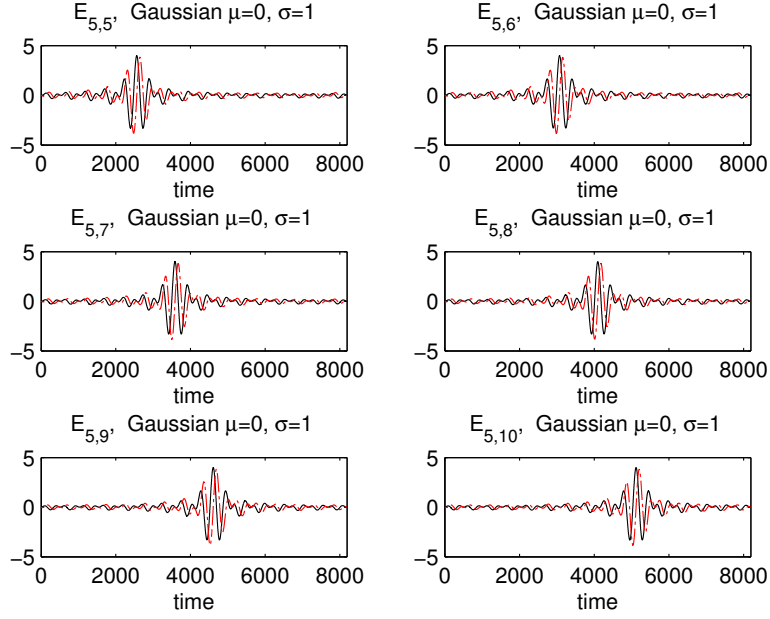 E5,5,  Gaussian μ=0, σ=1
5
0
−5
0 2000 4000 6000 8000
time
E5,6,  Gaussian μ=0, σ=1
5
0
−5
0 2000 4000 6000 8000
time
E5,7,  Gaussian μ=0, σ=1
5
0
−5
0 2000 4000 6000 8000
time
E5,8,  Gaussian μ=0, σ=1
5
0
−5
0 2000 4000 6000 8000
time
E5,9,  Gaussian μ=0, σ=1
5
0
−5
0 2000 4000 6000 8000
time
E5,10,  Gaussian μ=0, σ=1
5
0
−5
0 2000 4000 6000 8000
time